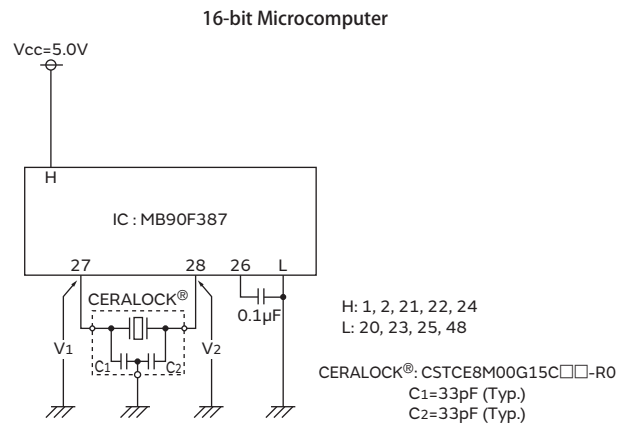 16-bit Microcomputer
Vcc=5.0V
H
IC : MB90F387
27 28 26 L
CERALOCK®
0.1μF
V1 V2
C1 C2
H: 1, 2, 21, 22, 24
L: 20, 23, 25, 48
CERALOCK®: CSTCE8M00G15C□□-R0
C1=33pF (Typ.)
C2=33pF (Typ.)